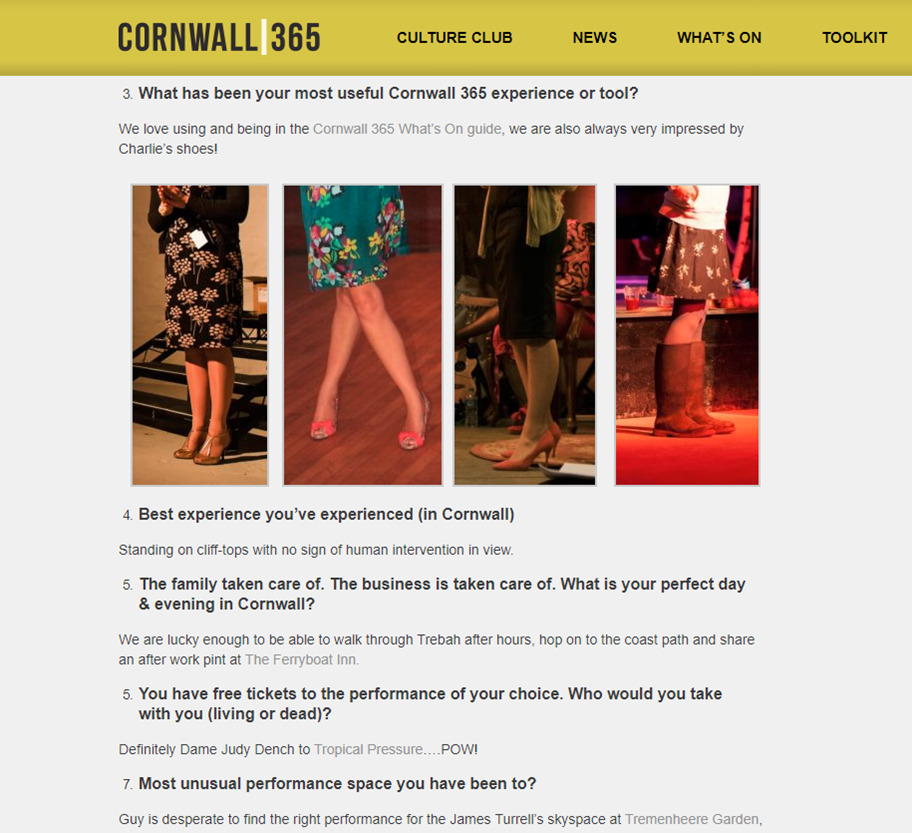 CORNWALL|365
CULTURE CLUB
NEWS
WHAT'S ON
TOOLKIT
3. What has been your most useful Cornwall 365 experience or tool?
We love using and being in the Cornwall 365 What's On guide, we are also always very impressed by
Charlie's shoes!
4. Best experience you've experienced (in Cornwall)
Standing on cliff-tops with no sign of human intervention in view.
5. The family taken care of. The business is taken care of. What is your perfect day
& evening in Cornwall?
We are lucky enough to be able to walk through Trebah after hours, hop on to the coast path and share
an after work pint at The Ferryboat Inn.
5. You have free tickets to the performance of your choice. Who would you take
with you (living or dead)?
Definitely Dame Judy Dench to Tropical Pressure….POW!
7. Most unusual performance space you have been to?
Guy is desperate to find the right performance for the James Turrell's skyspace at Tremenheere Garden,